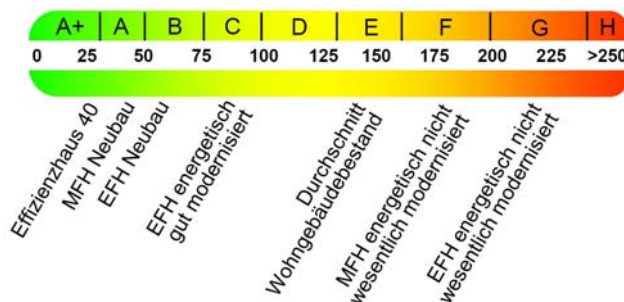 A+ A B C D E F G H
0 25 50 75 100 125 150 175 200 225 >250
Effizienzhaus 40
MFH Neubau
EFH Neubau
EFH energetisch
gut modernisiert
Durchschnitt
Wohngebäudebestand
MFH energetisch nicht
wesentlich modernisiert
EFH energetisch nicht
wesentlich modernisiert